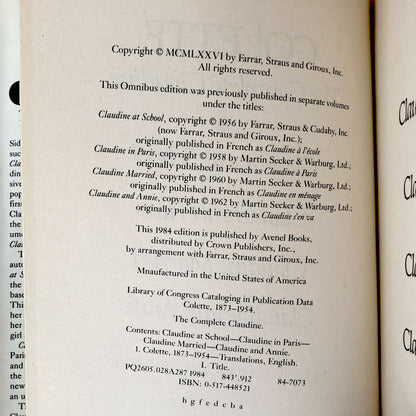 Copyright © MCMLXXVI by Farrar, Straus and Giroux, Inc.
All rights reserved.
This Omnibus edition was previously published in separate volumes
under the titles:
Claudine at School, copyright © 1956 by Farrar, Straus & Cudahy, Inc.
(now Farrar, Straus and Giroux, Inc.);
originally published in French as Claudine à l'école
Claudine in Paris, copyright © 1958 by Martin Secker & Warburg, Ltd.;
originally published in French as Claudine à Paris
Claudine Married, copyright © 1960 by Martin Secker & Warburg, Ltd.;
originally published in French as Claudine en ménage
Claudine and Annie, copyright © 1962 by Martin Secker & Warburg, Ltd.;
originally published in French as Claudine s'en va
This 1984 edition is published by Avenel Books,
distributed by Crown Publishers, Inc.,
by arrangement with Farrar, Straus and Giroux, Inc.
Mnaufactured in the United States of America
Library of Congress Cataloging in Publication Data
Colette, 1873–1954.
The Complete Claudine.
Contents: Claudine at School—Claudine in Paris—
Claudine Married—Claudine and Annie.
1. Colette, 1873–1954—Translations, English.
I. Title.
PQ2605.O28A287 1984 843'.912 84-7073
ISBN: 0-517-448521
h g f e d c b a